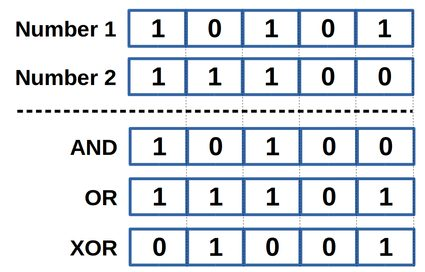 Number 1 1 0 1 0 1
Number 2 1 1 1 0 0
AND 1 0 1 0 0
OR 1 1 1 0 1
XOR 0 1 0 0 1